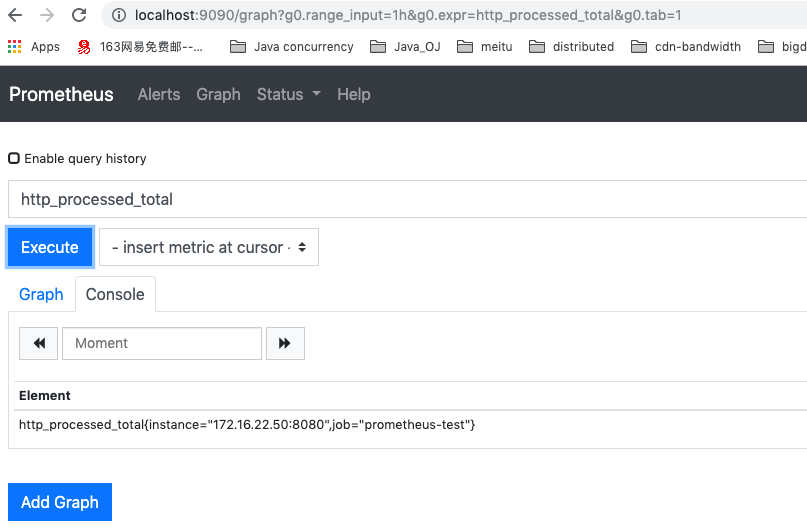 localhost:9090/graph?g0.range_input=1h&g0.expr=http_processed_total&g0.tab=1
Apps 163网易免费邮--... Java concurrency Java_OJ meitu distributed cdn-bandwidth bigd
Prometheus Alerts Graph Status Help
Enable query history
http_processed_total
Execute - insert metric at cursor -
Graph Console
Moment
Element
http_processed_total{instance="172.16.22.50:8080",job="prometheus-test"}
Add Graph